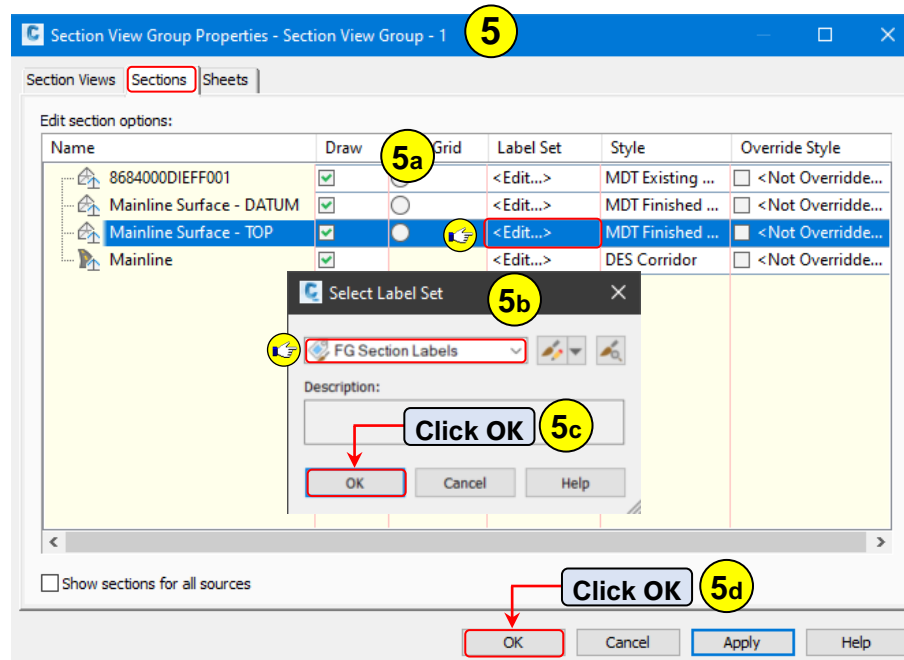 Section View Group Properties - Section View Group - 1 5
Section Views Sections Sheets
Edit section options:
Name Draw 5a Grid Label Set Style Override Style
8684000DIEFF001 <Edit...> MDT Existing ... <Not Overridde...
Mainline Surface - DATUM <Edit...> MDT Finished ... <Not Overridde...
Mainline Surface - TOP <Edit...> MDT Finished ... <Not Overridde...
Mainline <Edit...> DES Corridor <Not Overridde...
Select Label Set 5b
FG Section Labels
Description:
Click OK 5c
OK Cancel Help
Show sections for all sources
Click OK 5d
OK Cancel Apply Help